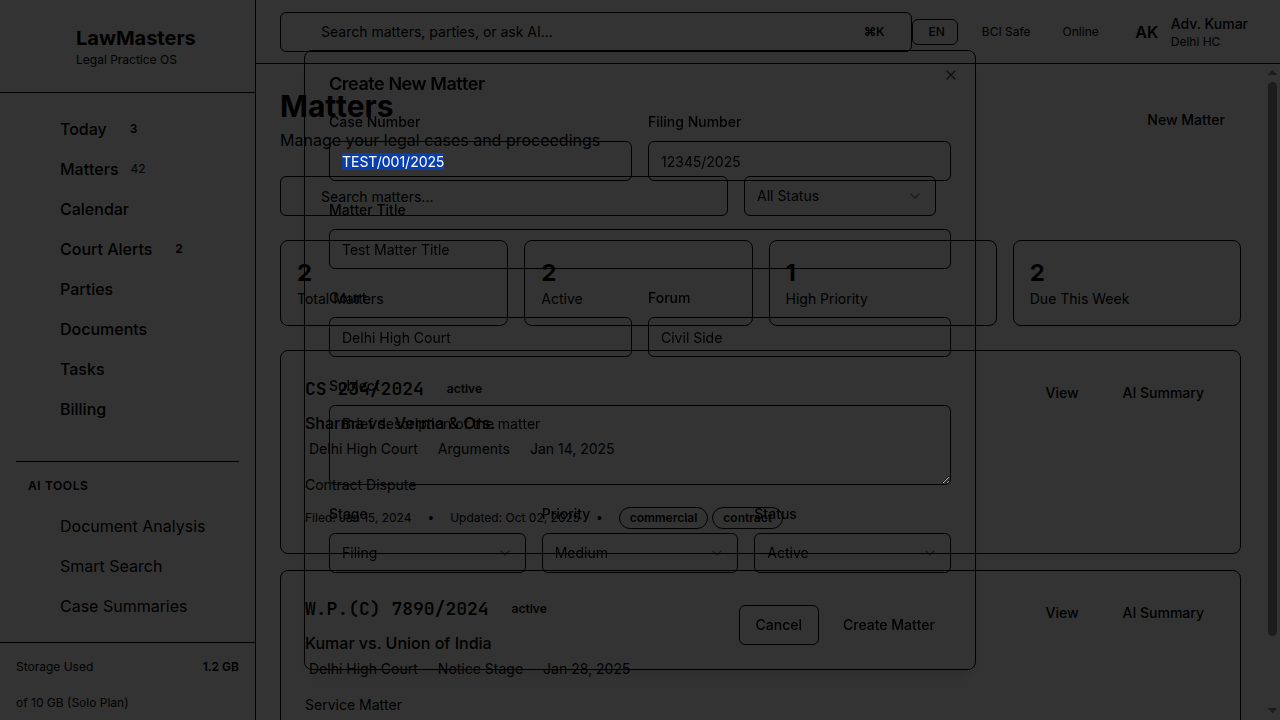 LawMasters
Legal Practice OS
Today 3
Matters 42
Calendar
Court Alerts 2
Parties
Documents
Tasks
Billing
AI TOOLS
Document Analysis
Smart Search
Case Summaries
Storage Used 1.2 GB
of 10 GB (Solo Plan)
Search matters, parties, or ask AI... ⌘K
EN
BCI Safe
Online
AK
Adv. Kumar
Delhi HC
Matters
Manage your legal cases and proceedings
New Matter
Search matters...
All Status
2
Total Matters
2
Active
1
High Priority
2
Due This Week
CS 234/2024 active
View AI Summary
Sharma vs. Verma & Ors.
Delhi High Court Arguments Jan 14, 2025
Contract Dispute
Filed: Jan 15, 2024 • Updated: Oct 02, 2025 • commercial contract
W.P.(C) 7890/2024 active
View AI Summary
Kumar vs. Union of India
Delhi High Court Notice Stage Jan 28, 2025
Service Matter
Create New Matter
Case Number
TEST/001/2025
Filing Number
12345/2025
Matter Title
Test Matter Title
Court
Delhi High Court
Forum
Civil Side
Subject
Brief description of the matter
Stage
Filing
Priority
Medium
Status
Active
Cancel
Create Matter